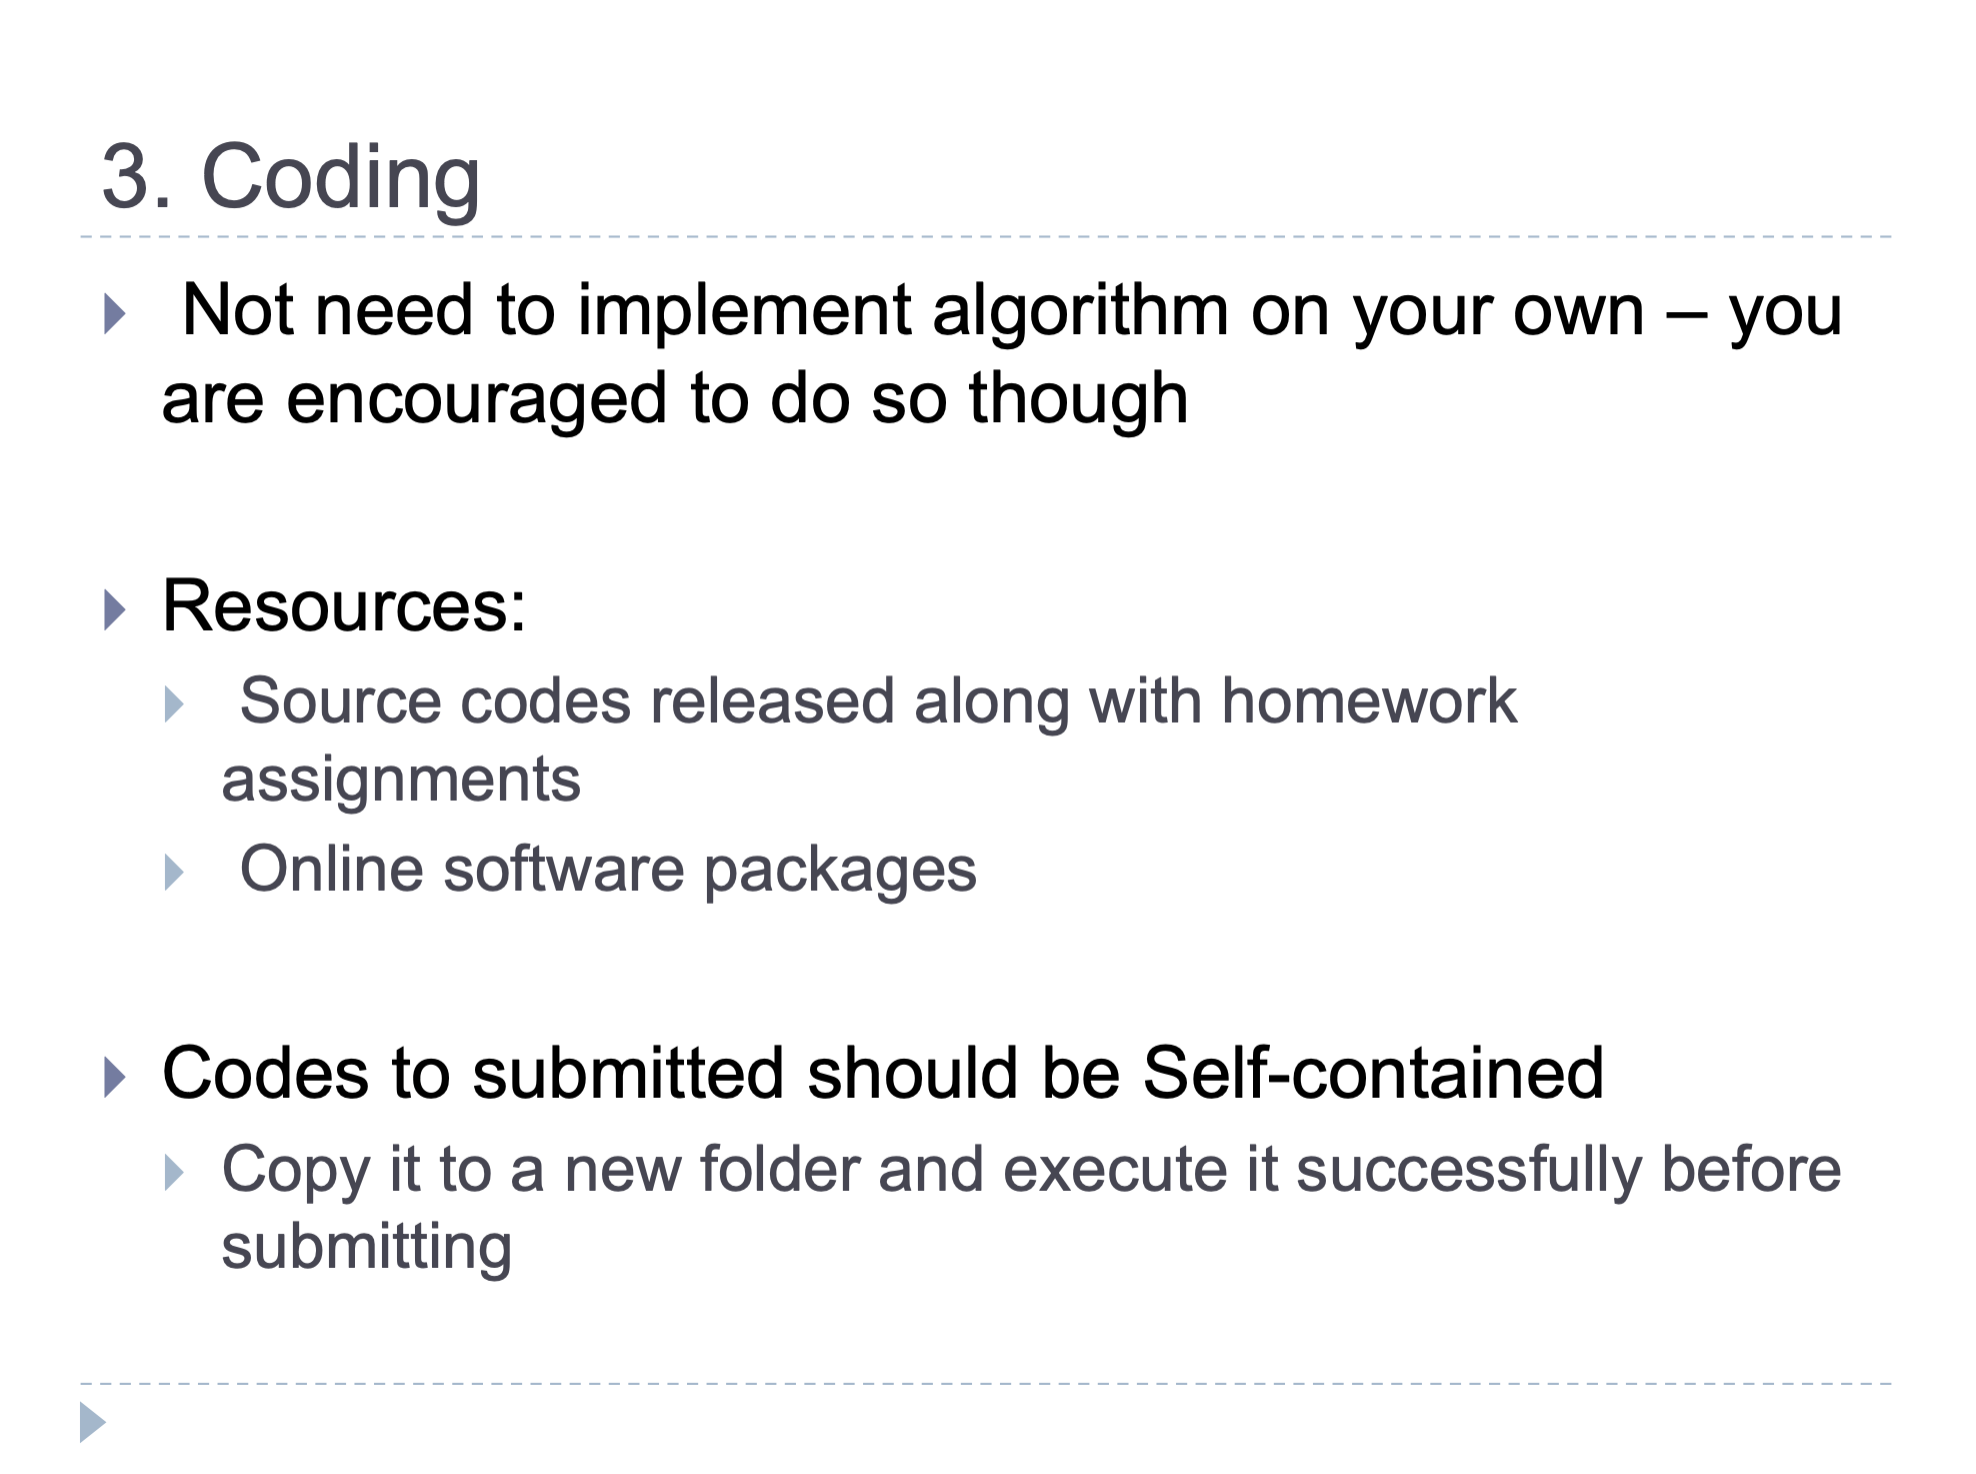 3. Coding
Not need to implement algorithm on your own – you
are encouraged to do so though
Resources:
Source codes released along with homework
assignments
Online software packages
Codes to submitted should be Self-contained
Copy it to a new folder and execute it successfully before
submitting